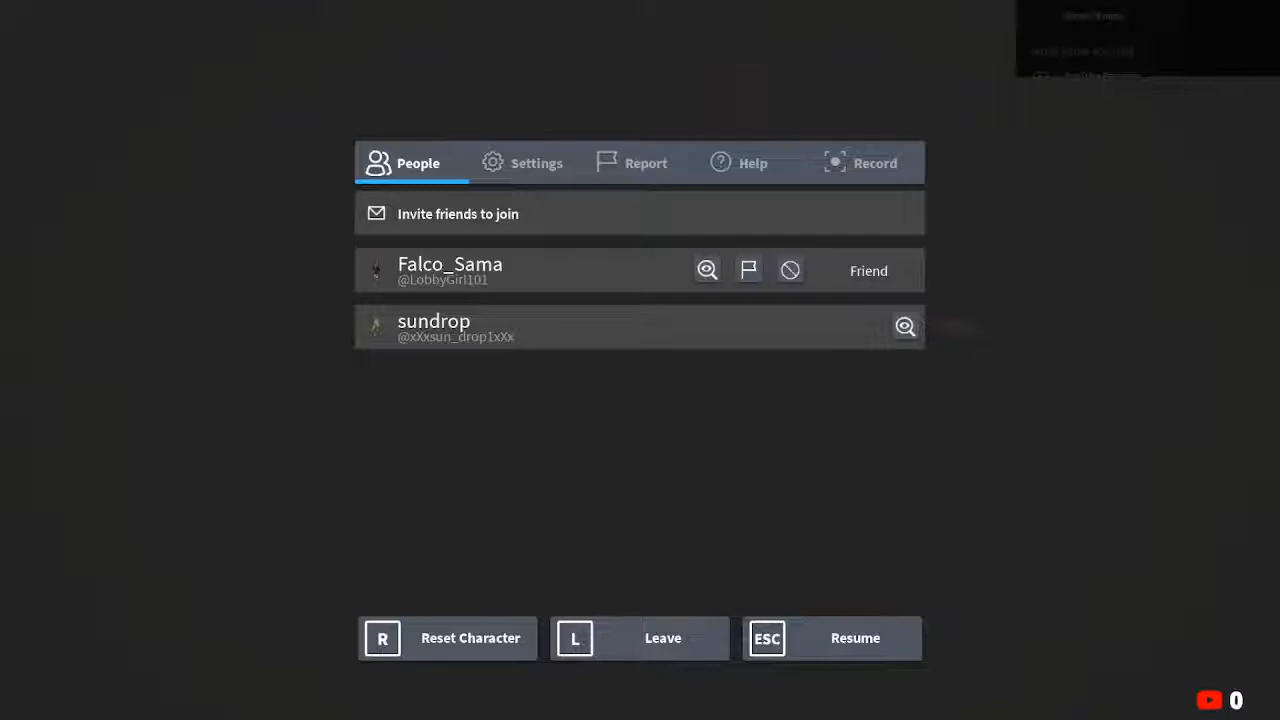 People
Settings
Report
Help
Record
Invite friends to join
Falco_Sama
@LobbyGirl101
Friend
sundrop
@xXxsun_drop1xXx
R Reset Character
L Leave
ESC Resume
0